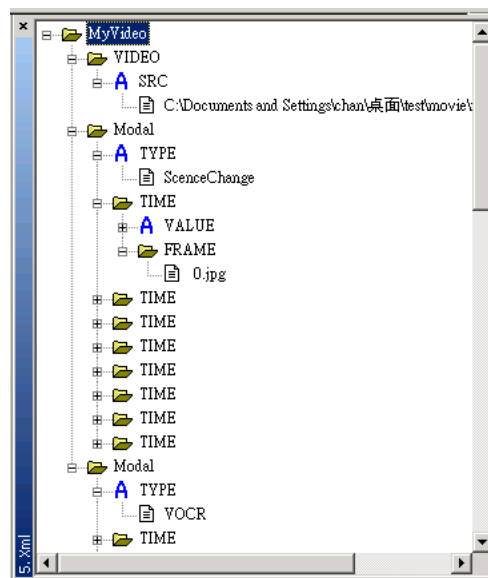 MyVideo
VIDEO
A SRC
C:\Documents and Settings\chan\桌面\test\movie\
Modal
A TYPE
ScenceChange
TIME
A VALUE
FRAME
0.jpg
TIME
TIME
TIME
TIME
TIME
TIME
TIME
Modal
A TYPE
VOCR
TIME
5. Xml